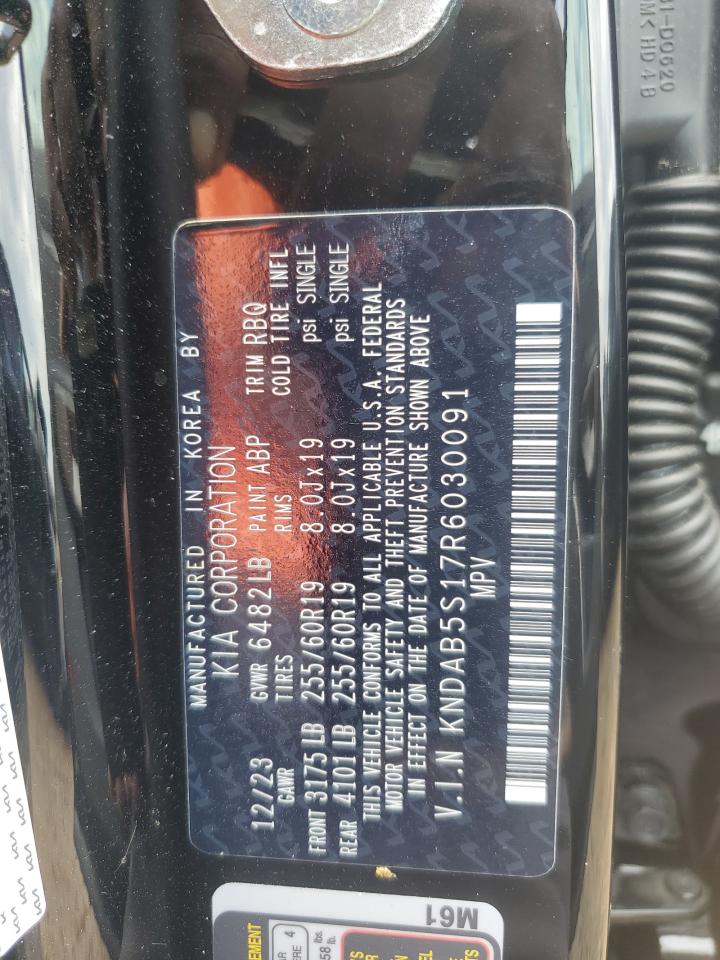 MANUFACTURED IN KOREA BY
KIA CORPORATION
12/23 GVWR 6482LB PAINT ABP TRIM RBQ
GAWR TIRES RIMS COLD TIRE INFL
FRONT 3175LB 255/60R19 8.0Jx19 psi SINGLE
REAR 4101LB 255/60R19 8.0Jx19 psi SINGLE
THIS VEHICLE CONFORMS TO ALL APPLICABLE U.S.A. FEDERAL
MOTOR VEHICLE SAFETY AND THEFT PREVENTION STANDARDS
IN EFFECT ON THE DATE OF MANUFACTURE SHOWN ABOVE
V.I.N KNDAB5S17R6030091
MPV
M61
4
-D0620
HD4B